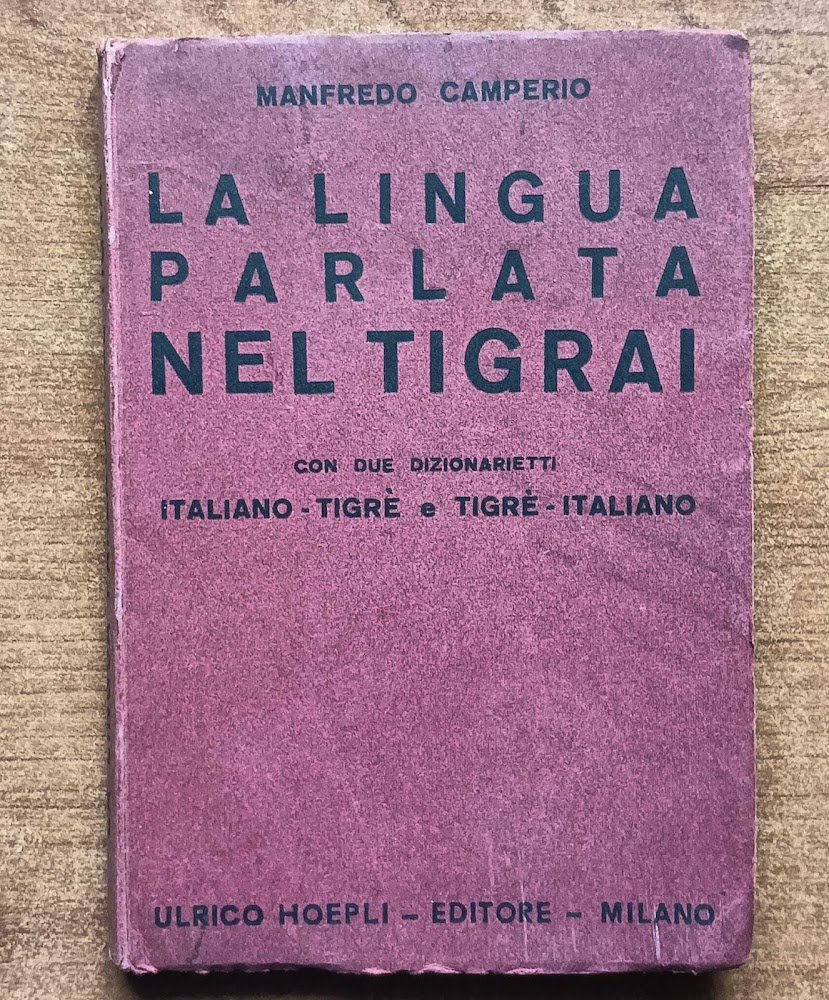 MANFREDO CAMPERIO
LA LINGUA
PARLATA
NEL TIGRAI
CON DUE DIZIONARIETTI
ITALIANO - TIGRÈ e TIGRÈ - ITALIANO
ULRICO HOEPLI - EDITORE - MILANO